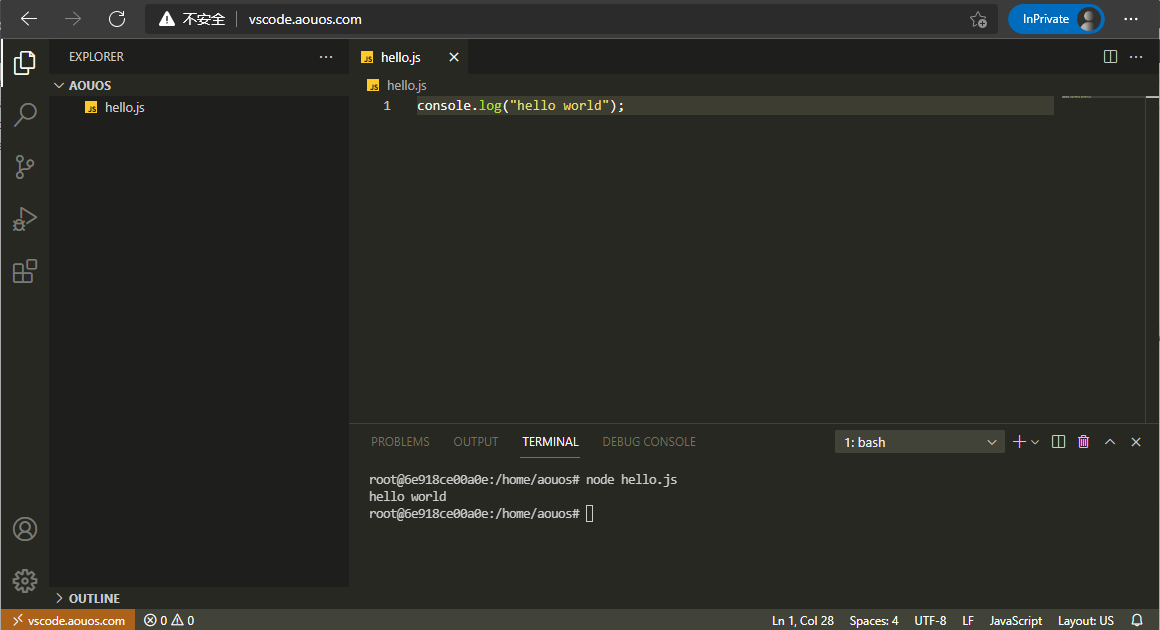 不安全 vscode.aouos.com InPrivate
EXPLORER
AOUOS
hello.js
hello.js
hello.js
1 console.log("hello world");
PROBLEMS OUTPUT TERMINAL DEBUG CONSOLE 1: bash
root@6e918ce00a0e:/home/aouos# node hello.js
hello world
root@6e918ce00a0e:/home/aouos#
OUTLINE
vscode.aouos.com 0 0 Ln 1, Col 28 Spaces: 4 UTF-8 LF JavaScript Layout: US